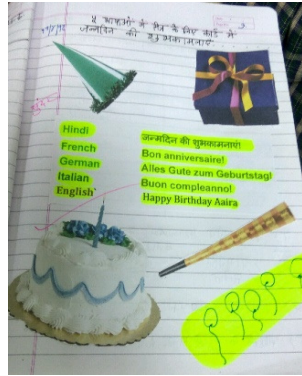 ५ भाषाओं में मित्र के लिए कार्ड में
जन्मदिन की शुभकामनाएं
Hindi जन्मदिन की शुभकामनाएं!
French Bon anniversaire!
German Alles Gute zum Geburtstag!
Italian Buon compleanno!
English Happy Birthday Aaira